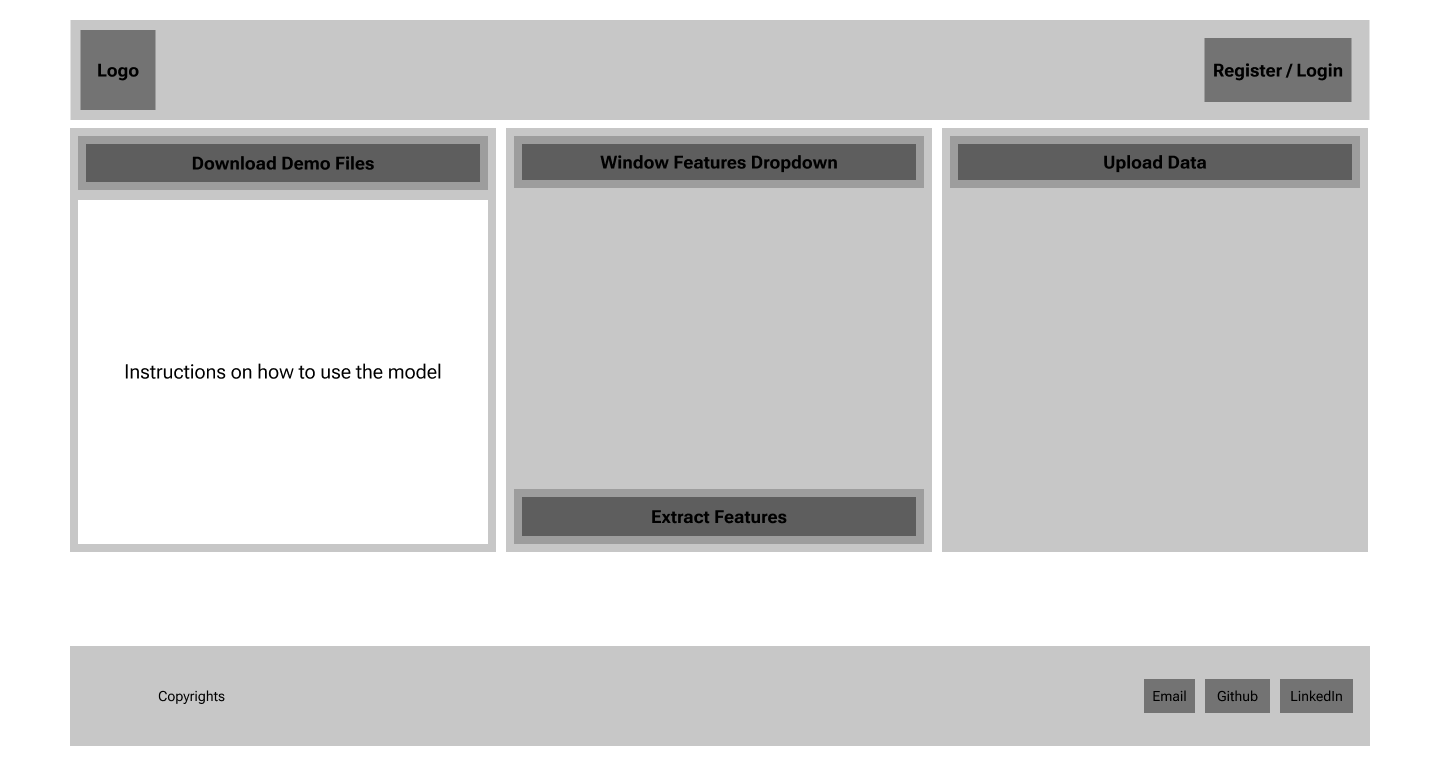 Logo
Register / Login
Download Demo Files
Window Features Dropdown
Upload Data
Instructions on how to use the model
Extract Features
Copyrights
Email
Github
LinkedIn